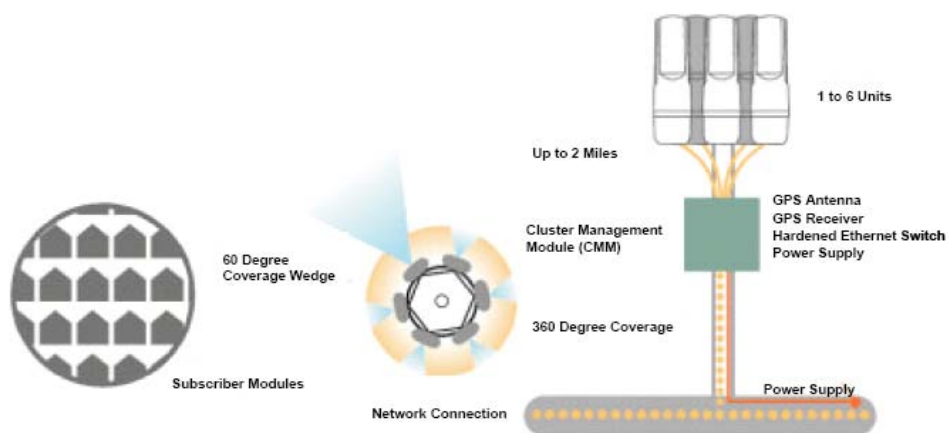 1 to 6 Units
Up to 2 Miles
GPS Antenna
GPS Receiver
Hardened Ethernet Switch
Power Supply
Cluster Management
Module (CMM)
60 Degree
Coverage Wedge
360 Degree Coverage
Subscriber Modules
Power Supply
Network Connection